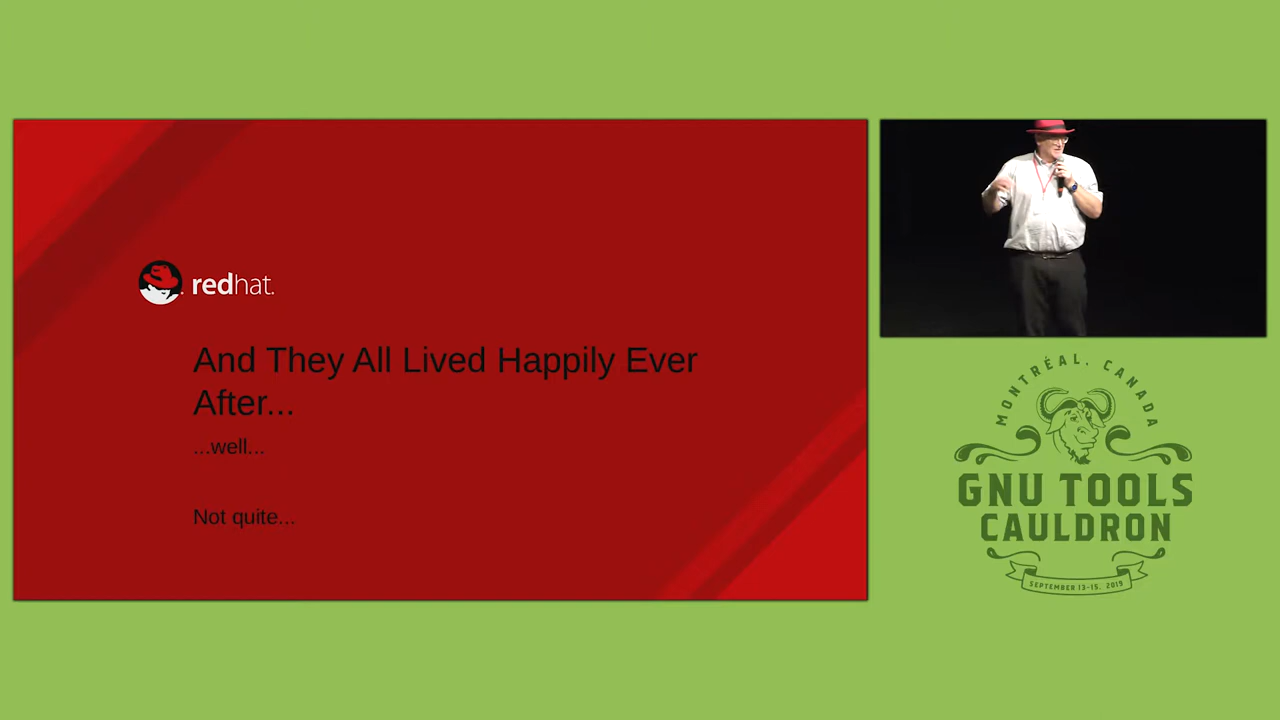 redhat.
And They All Lived Happily Ever
After...
...well...
Not quite...
MONTRÉAL, CANADA
GNU TOOLS
CAULDRON
SEPTEMBER 13-15, 2019